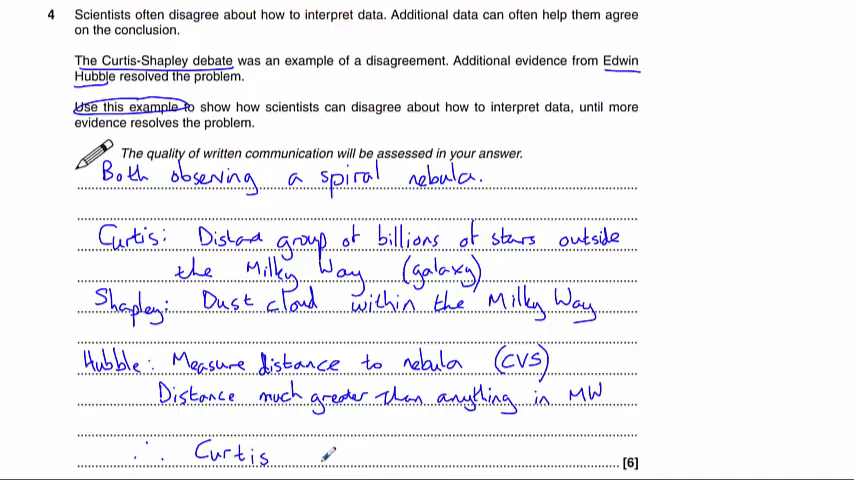 4 Scientists often disagree about how to interpret data. Additional data can often help them agree
on the conclusion.
The Curtis-Shapley debate was an example of a disagreement. Additional evidence from Edwin
Hubble resolved the problem.
Use this example to show how scientists can disagree about how to interpret data, until more
evidence resolves the problem.
The quality of written communication will be assessed in your answer.
Both observing a spiral nebula.
Curtis: Distad group of billions of stars outside
the Milky Way (galaxy)
Shapley: Dust cloud within the Milky Way
Hubble: Measure distance to nebula (CVS)
Distance much greater than anything in MW
∴ Curtis
[6]